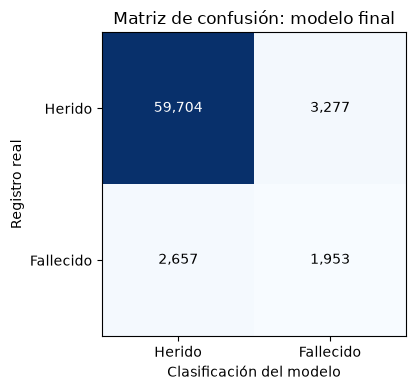 Matriz de confusión: modelo final
Registro real
Herido
59,704
3,277
Fallecido
2,657
1,953
Herido
Fallecido
Clasificación del modelo